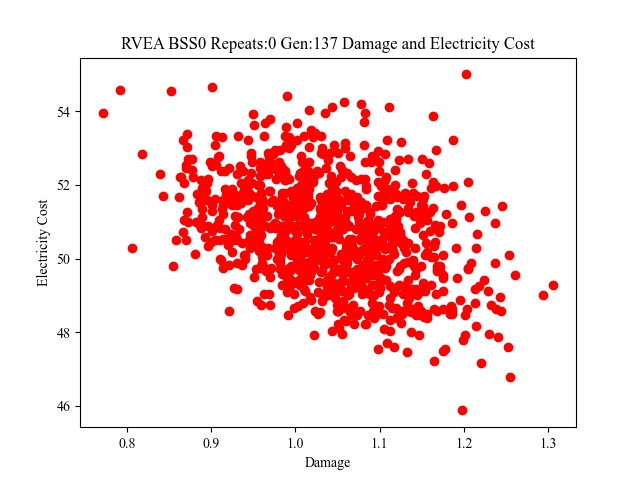 RVEA BSS0 Repeats:0 Gen:137 Damage and Electricity Cost
54
52
50
48
46
Electricity Cost
0.8 0.9 1.0 1.1 1.2 1.3
Damage